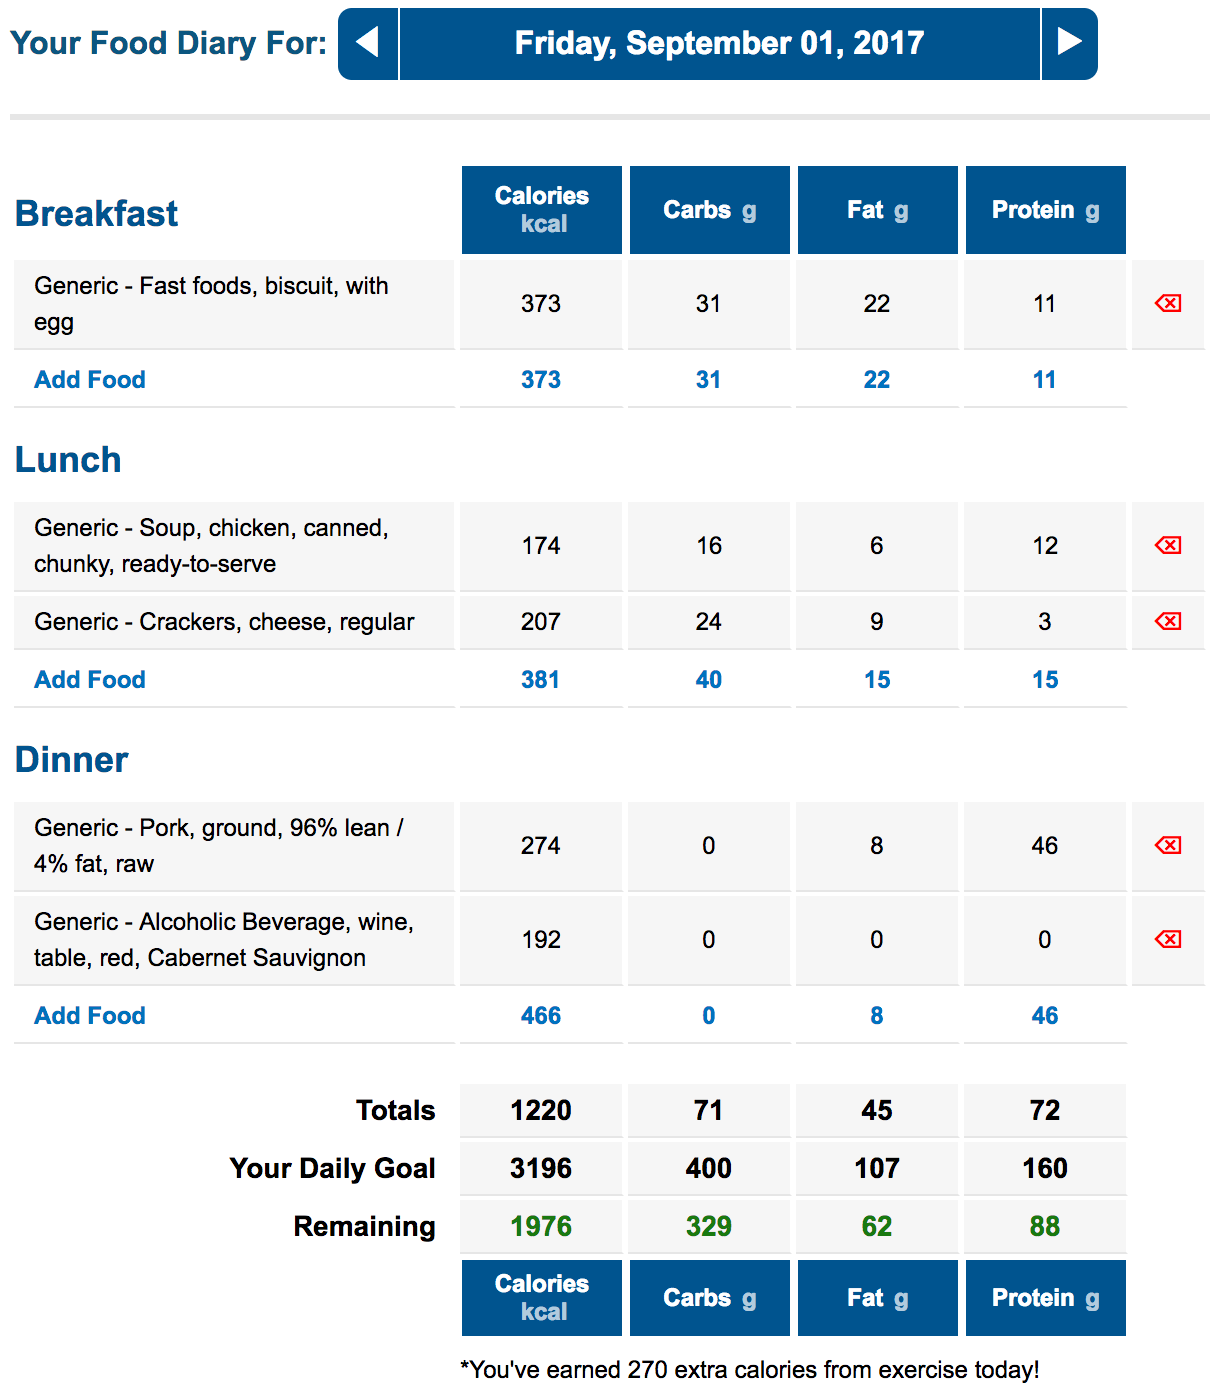 Your Food Diary For: Friday, September 01, 2017
Breakfast Calories kcal Carbs g Fat g Protein g
Generic - Fast foods, biscuit, with
egg 373 31 22 11
Add Food 373 31 22 11
Lunch
Generic - Soup, chicken, canned,
chunky, ready-to-serve 174 16 6 12
Generic - Crackers, cheese, regular 207 24 9 3
Add Food 381 40 15 15
Dinner
Generic - Pork, ground, 96% lean /
4% fat, raw 274 0 8 46
Generic - Alcoholic Beverage, wine,
table, red, Cabernet Sauvignon 192 0 0 0
Add Food 466 0 8 46
Totals 1220 71 45 72
Your Daily Goal 3196 400 107 160
Remaining 1976 329 62 88
Calories kcal Carbs g Fat g Protein g
*You've earned 270 extra calories from exercise today!